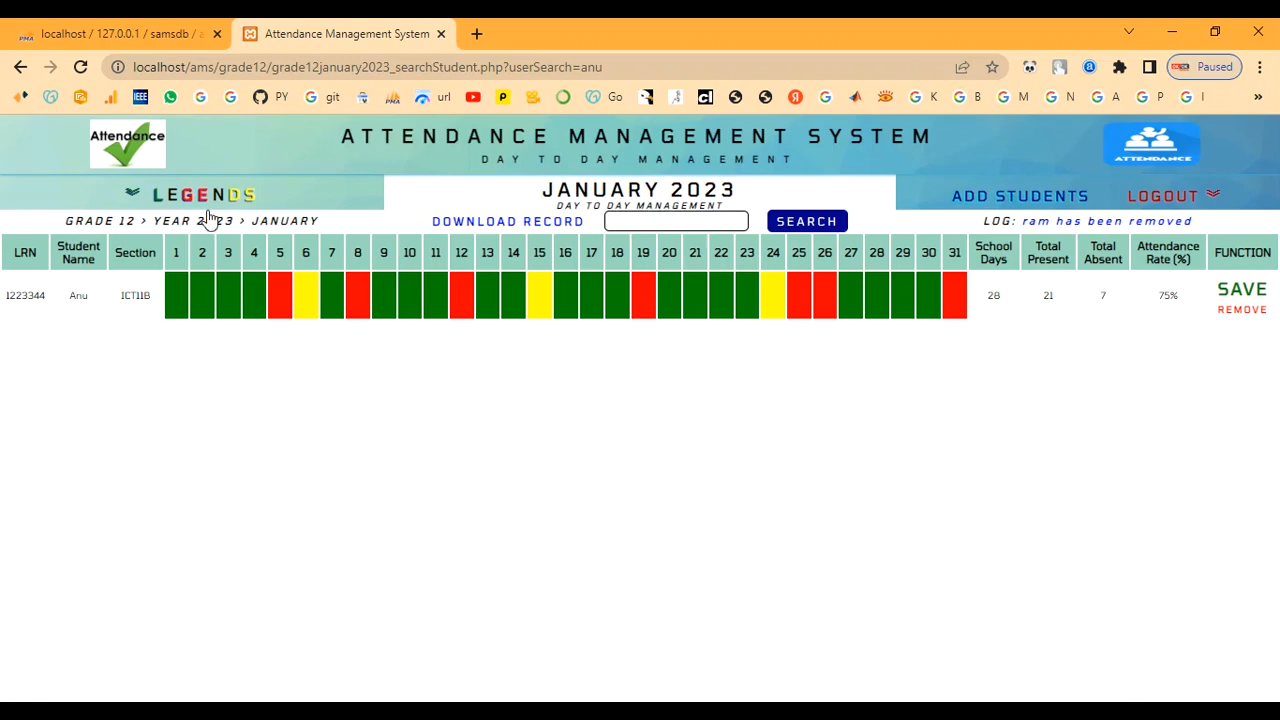 localhost / 127.0.0.1 / samsdb / a
Attendance Management System
localhost/ams/grade12/grade12january2023_searchStudent.php?userSearch=anu
Paused
IEEE PY git PMA url Go K B M N A P I
Attendance
ATTENDANCE MANAGEMENT SYSTEM
DAY TO DAY MANAGEMENT
ATTENDANCE
LEGENDS
JANUARY 2023
DAY TO DAY MANAGEMENT
ADD STUDENTS LOGOUT
GRADE 12 > YEAR 2023 > JANUARY
DOWNLOAD RECORD SEARCH
LOG: ram has been removed
LRN Student Name Section 1 2 3 4 5 6 7 8 9 10 11 12 13 14 15 16 17 18 19 20 21 22 23 24 25 26 27 28 29 30 31 School Days Total Present Total Absent Attendance Rate (%) FUNCTION
1223344 Anu ICT11B 28 21 7 75% SAVE
REMOVE